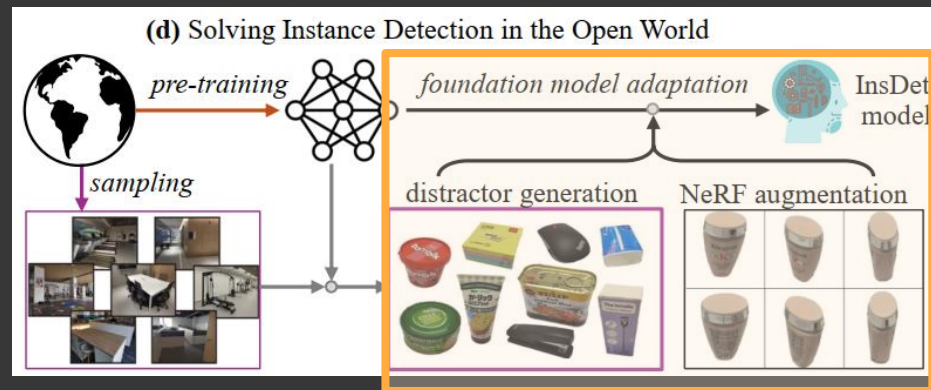 (d) Solving Instance Detection in the Open World
pre-training
foundation model adaptation
InsDet
model
sampling
distractor generation
NeRF augmentation